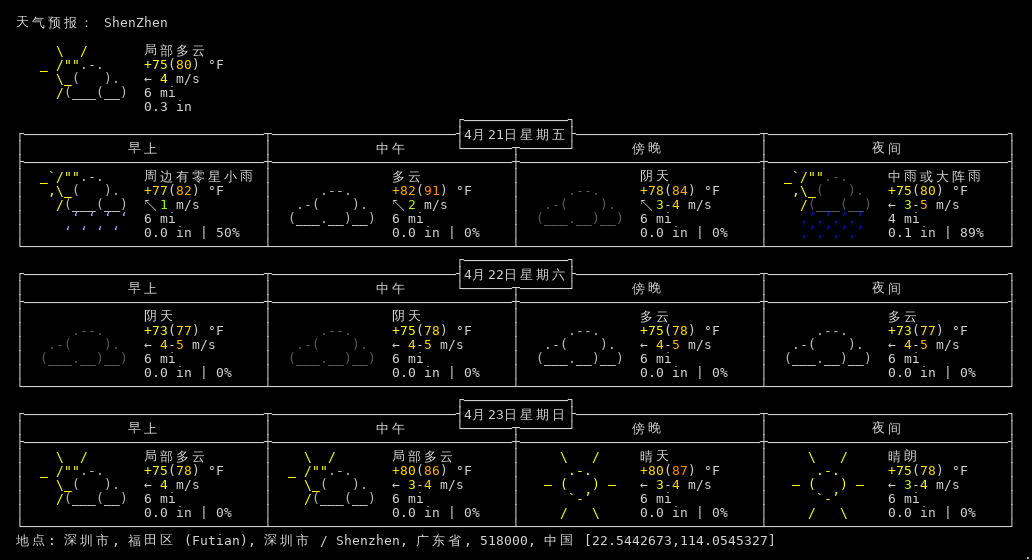 天气预报： ShenZhen
局部多云
+75(80) °F
← 4 m/s
6 mi
0.3 in
4月21日星期五
早上 中午 傍晚 夜间
周边有零星小雨 多云 阴天 中雨或大阵雨
+77(82) °F +82(91) °F +78(84) °F +75(80) °F
↖ 1 m/s ↖ 2 m/s ↖ 3-4 m/s ← 3-5 m/s
6 mi 6 mi 6 mi 4 mi
0.0 in | 50% 0.0 in | 0% 0.0 in | 0% 0.1 in | 89%
4月22日星期六
早上 中午 傍晚 夜间
阴天 阴天 多云 多云
+73(77) °F +75(78) °F +75(78) °F +73(77) °F
← 4-5 m/s ← 4-5 m/s ← 4-5 m/s ← 4-5 m/s
6 mi 6 mi 6 mi 6 mi
0.0 in | 0% 0.0 in | 0% 0.0 in | 0% 0.0 in | 0%
4月23日星期日
早上 中午 傍晚 夜间
局部多云 局部多云 晴天 晴朗
+75(78) °F +80(86) °F +80(87) °F +75(78) °F
← 4 m/s ← 3-4 m/s ← 3-4 m/s ← 3-4 m/s
6 mi 6 mi 6 mi 6 mi
0.0 in | 0% 0.0 in | 0% 0.0 in | 0% 0.0 in | 0%
地点: 深圳市, 福田区 (Futian), 深圳市 / Shenzhen, 广东省, 518000, 中国 [22.5442673,114.0545327]